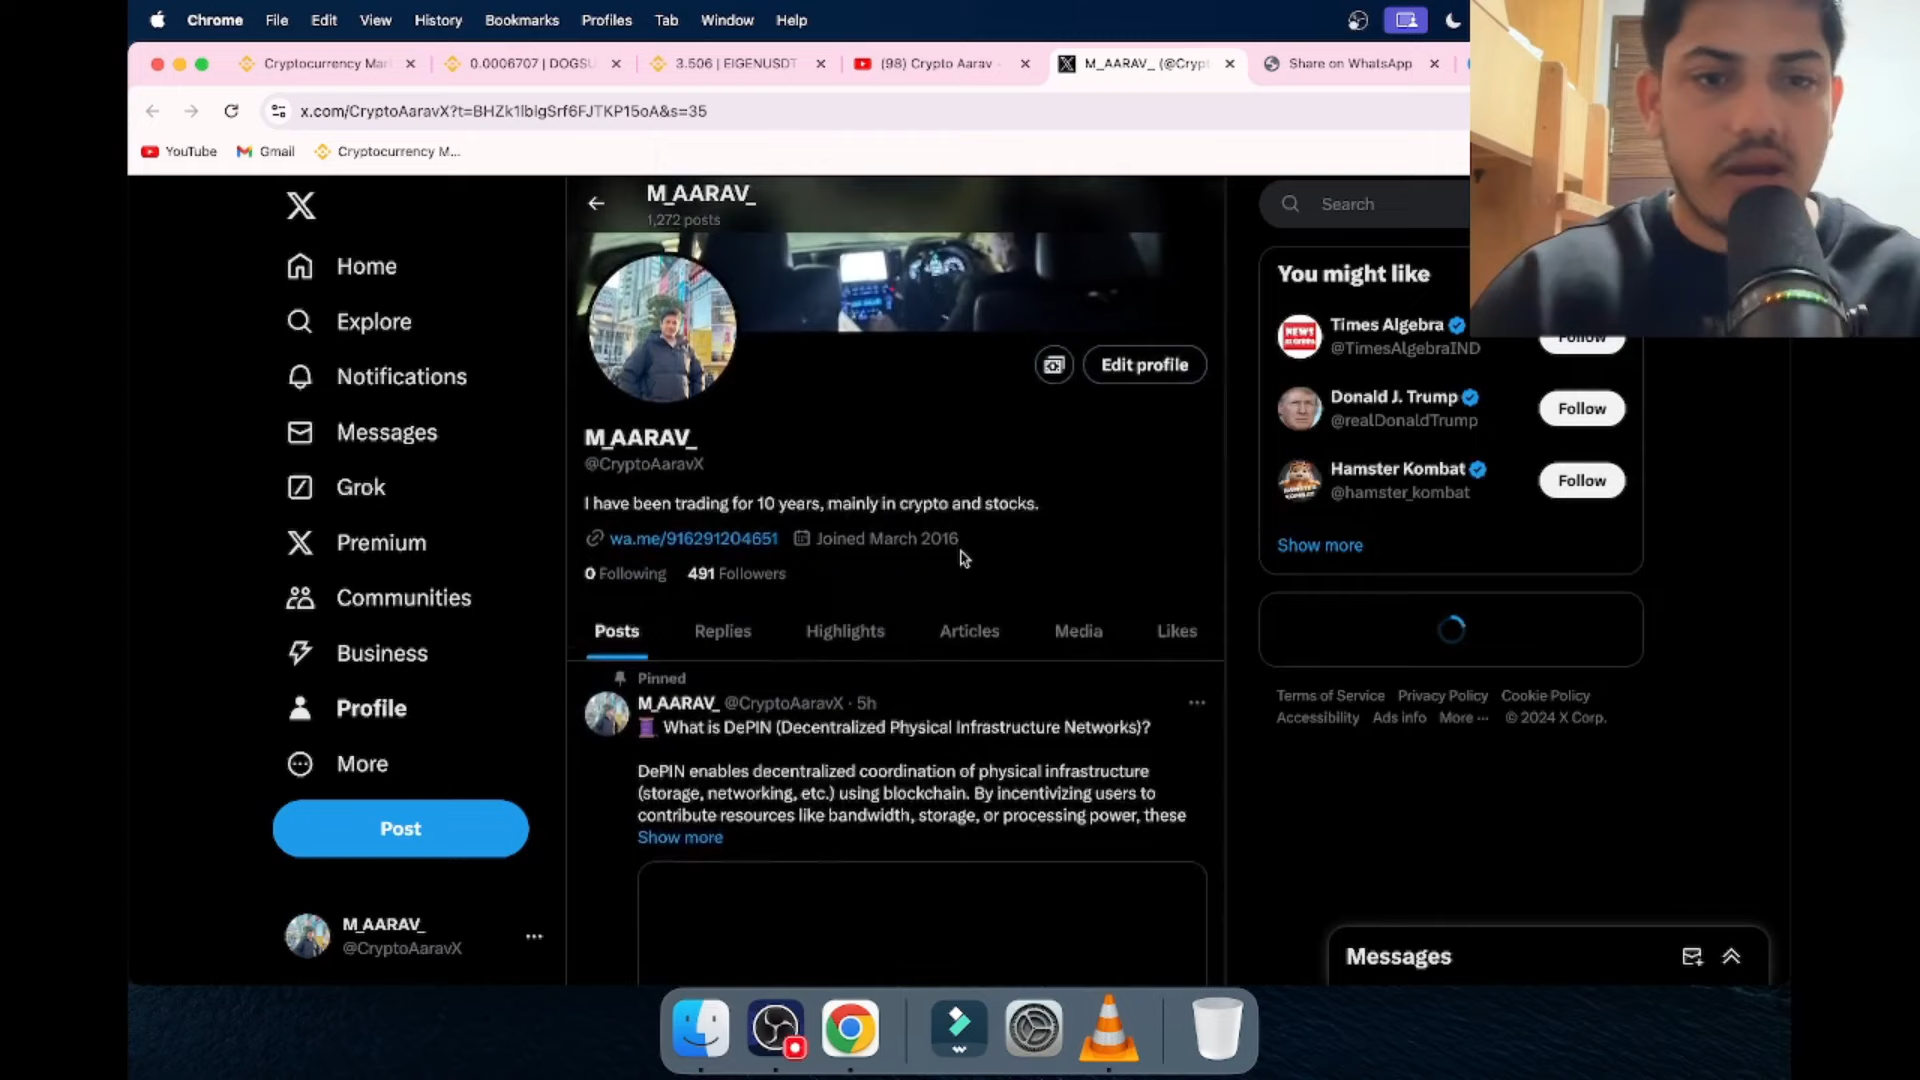 Chrome File Edit View History Bookmarks Profiles Tab Window Help
Cryptocurrency Mar
0.0006707 | DOGSU
3.506 | EIGENUSDT
(98) Crypto Aarav -
M_AARAV_ (@Crypt
Share on WhatsApp
x.com/CryptoAaravX?t=BHZk1lbIgSrf6FJTKP15oA&s=35
YouTube
Gmail
Cryptocurrency M...
Home
Explore
Notifications
Messages
Grok
Premium
Communities
Business
Profile
More
Post
M_AARAV_
@CryptoAaravX
M_AARAV_
1,272 posts
Edit profile
M_AARAV_
@CryptoAaravX
I have been trading for 10 years, mainly in crypto and stocks.
wa.me/916291204651 Joined March 2016
0 Following 491 Followers
Posts Replies Highlights Articles Media Likes
Pinned
M_AARAV_ @CryptoAaravX · 5h
What is DePIN (Decentralized Physical Infrastructure Networks)?
DePIN enables decentralized coordination of physical infrastructure
(storage, networking, etc.) using blockchain. By incentivizing users to
contribute resources like bandwidth, storage, or processing power, these
Show more
Search
You might like
NEWS
Times Algebra
@TimesAlgebraIND
Follow
Donald J. Trump
@realDonaldTrump
Follow
Hamster Kombat
@hamster_kombat
Follow
Show more
Terms of Service Privacy Policy Cookie Policy
Accessibility Ads info More ... © 2024 X Corp.
Messages